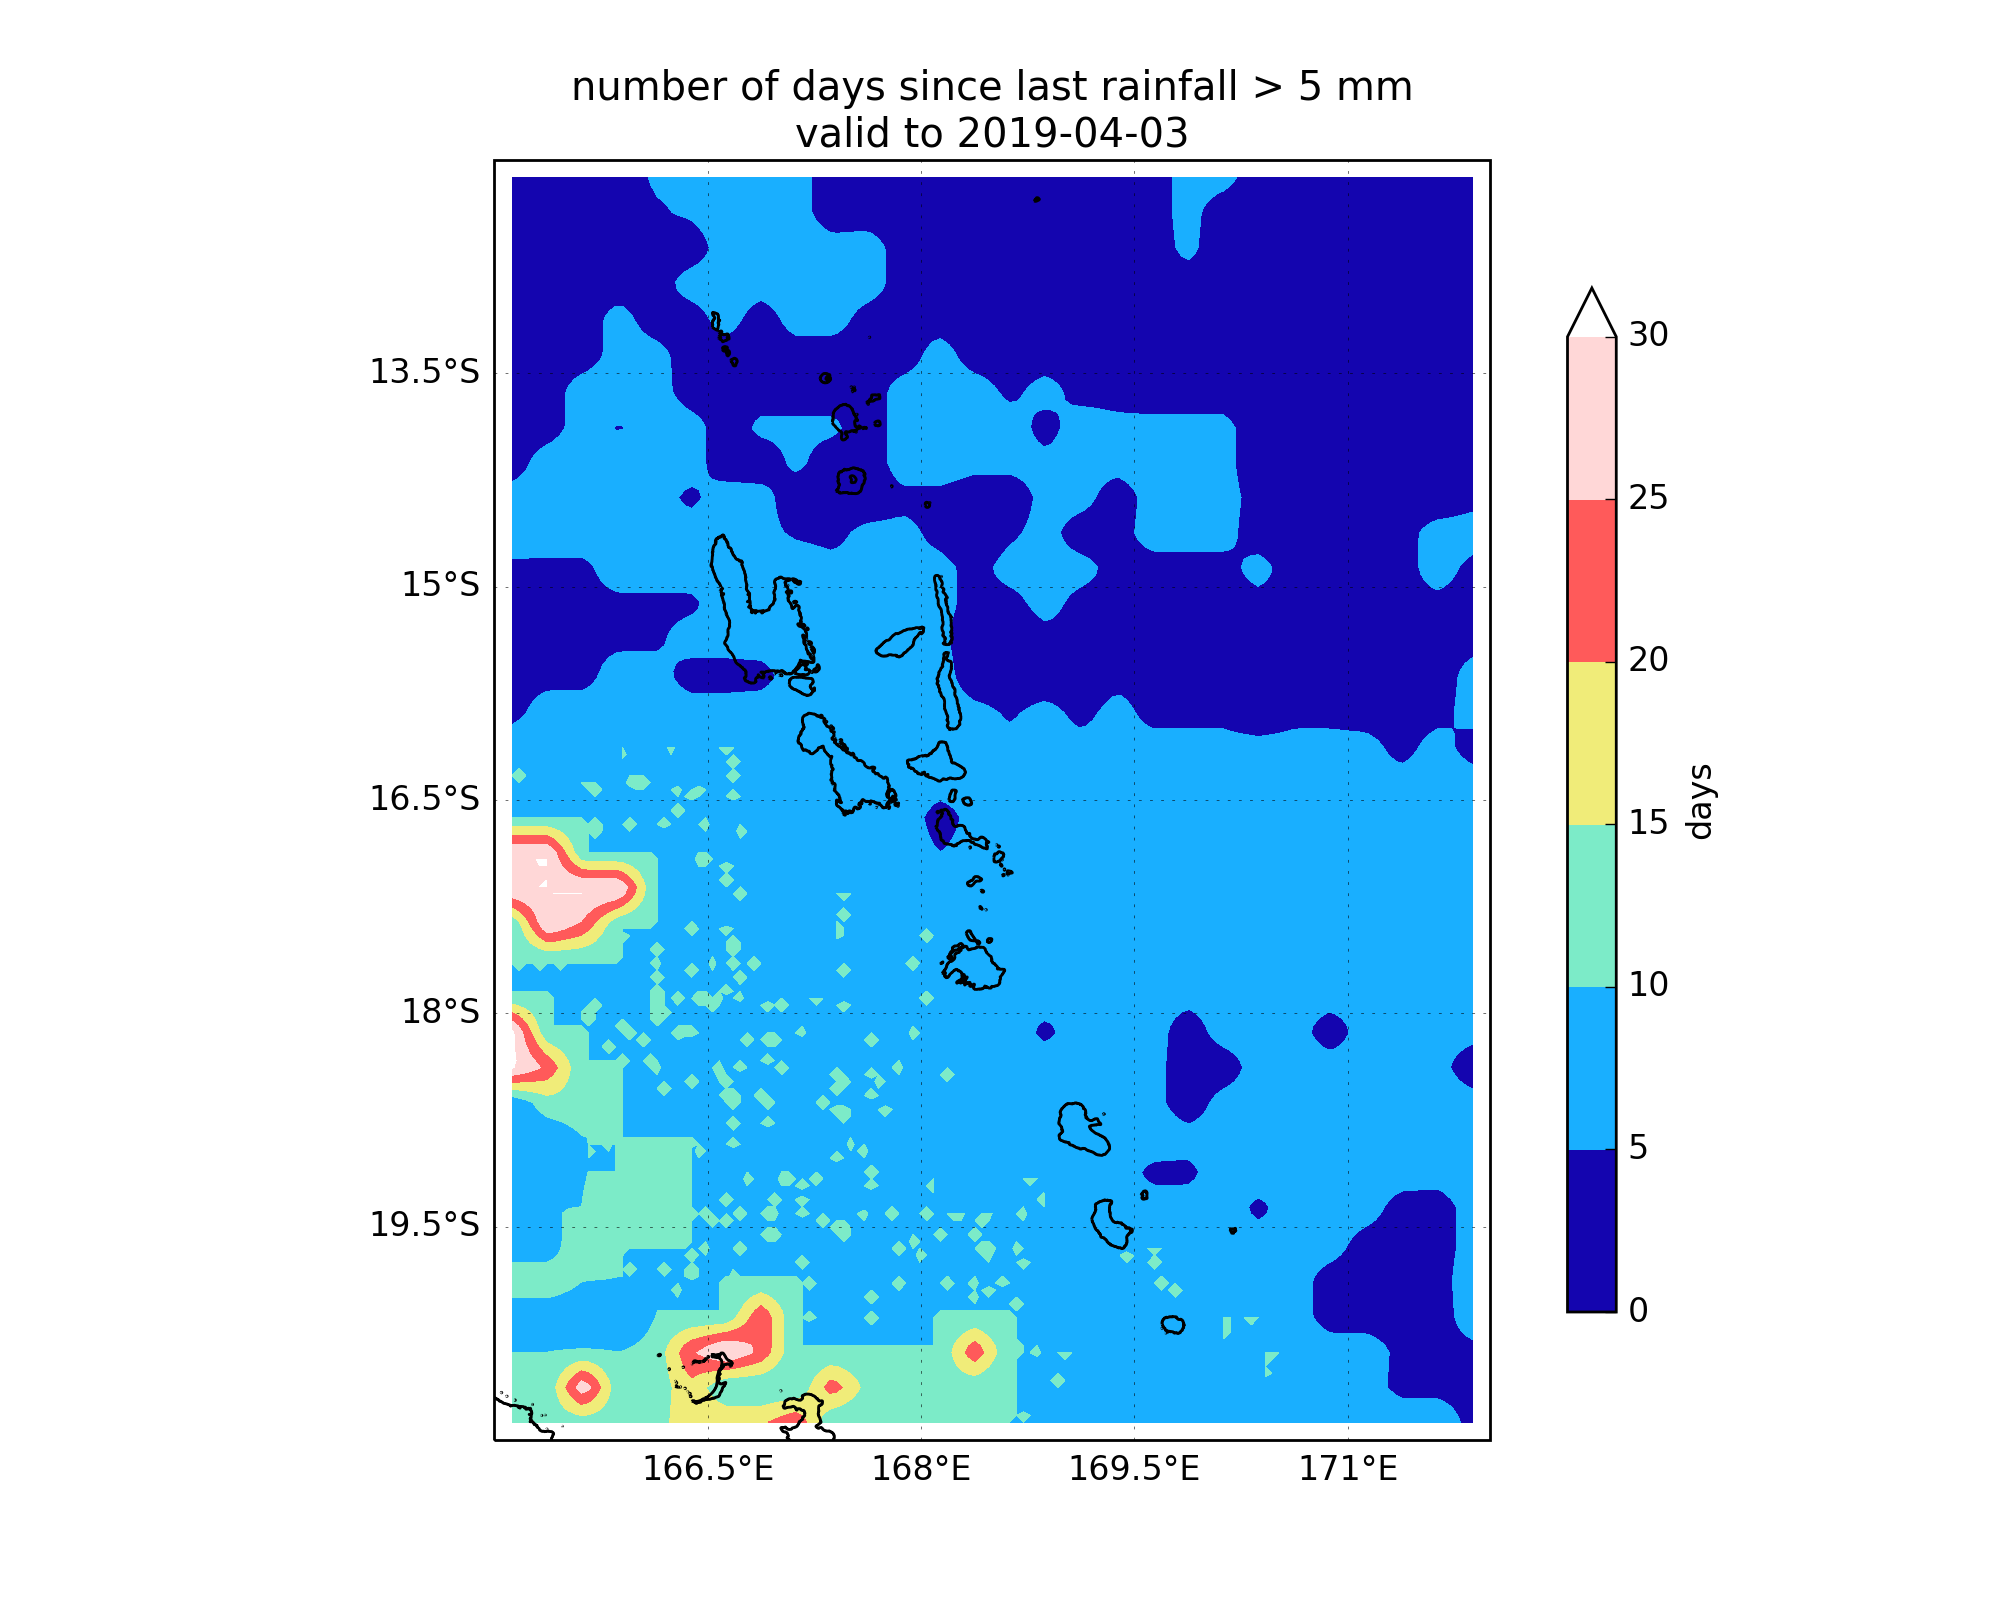 number of days since last rainfall > 5 mm
valid to 2019-04-03
13.5°S
15°S
16.5°S
18°S
19.5°S
166.5°E
168°E
169.5°E
171°E
30
25
20
15
10
5
0
days